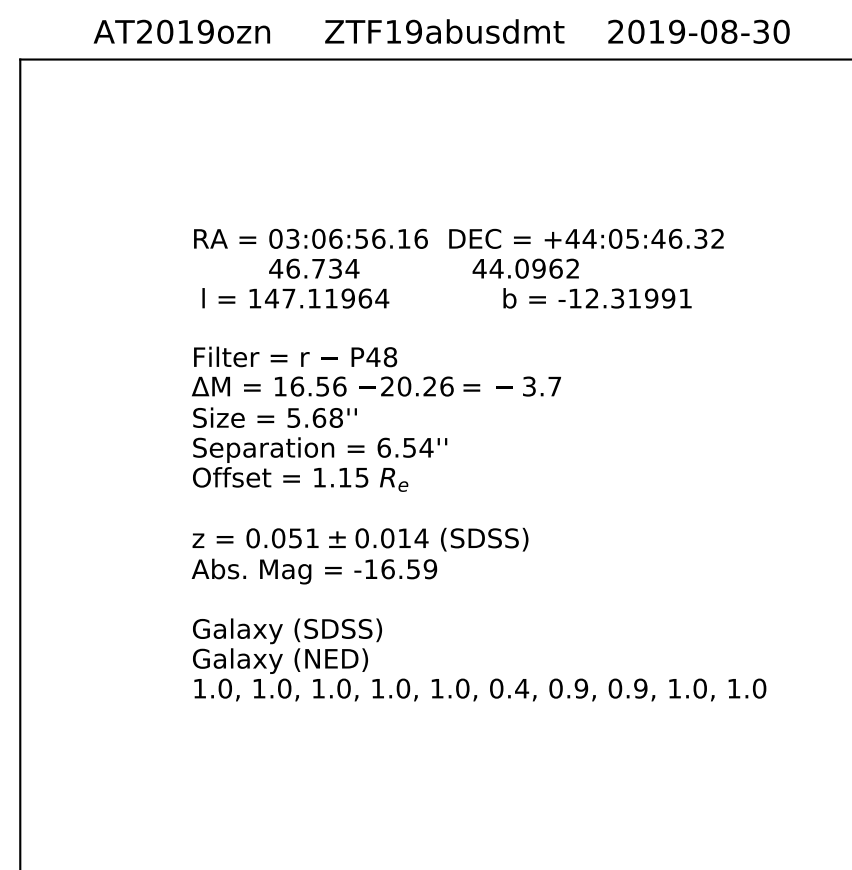 AT2019ozn ZTF19abusdmt 2019-08-30
RA = 03:06:56.16 DEC = +44:05:46.32
46.734 44.0962
l = 147.11964 b = -12.31991
Filter = r − P48
ΔM = 16.56 −20.26 = − 3.7
Size = 5.68''
Separation = 6.54''
Offset = 1.15 Rₑ
z = 0.051 ± 0.014 (SDSS)
Abs. Mag = -16.59
Galaxy (SDSS)
Galaxy (NED)
1.0, 1.0, 1.0, 1.0, 1.0, 0.4, 0.9, 0.9, 1.0, 1.0